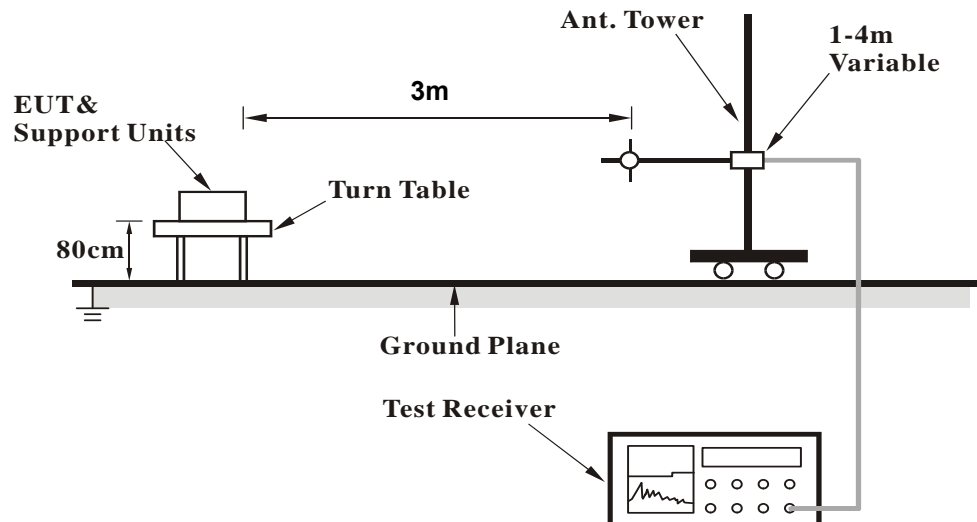 Ant. Tower
1-4m
Variable
3m
EUT&
Support Units
Turn Table
80cm
Ground Plane
Test Receiver